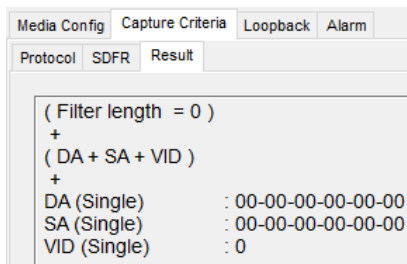 Media Config Capture Criteria Loopback Alarm
Protocol SDFR Result
( Filter length = 0 )
+
( DA + SA + VID )
+
DA (Single) : 00-00-00-00-00-00
SA (Single) : 00-00-00-00-00-00
VID (Single) : 0